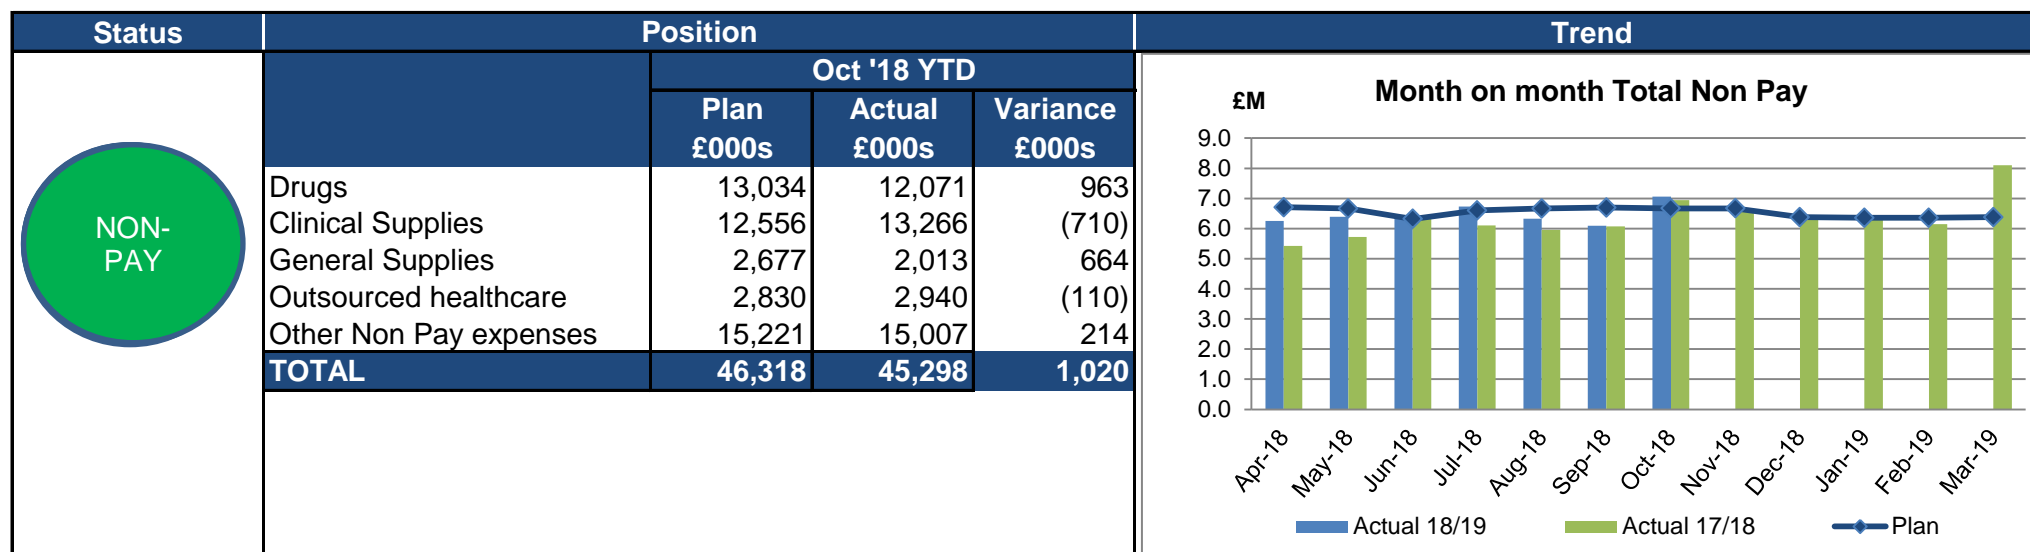 Status Position Trend
Oct '18 YTD
Plan Actual Variance
£000s £000s £000s
NON-
PAY
Drugs 13,034 12,071 963
Clinical Supplies 12,556 13,266 (710)
General Supplies 2,677 2,013 664
Outsourced healthcare 2,830 2,940 (110)
Other Non Pay expenses 15,221 15,007 214
TOTAL 46,318 45,298 1,020
£M Month on month Total Non Pay
9.0
8.0
7.0
6.0
5.0
4.0
3.0
2.0
1.0
0.0
Apr-18 May-18 Jun-18 Jul-18 Aug-18 Sep-18 Oct-18 Nov-18 Dec-18 Jan-19 Feb-19 Mar-19
Actual 18/19 Actual 17/18 Plan